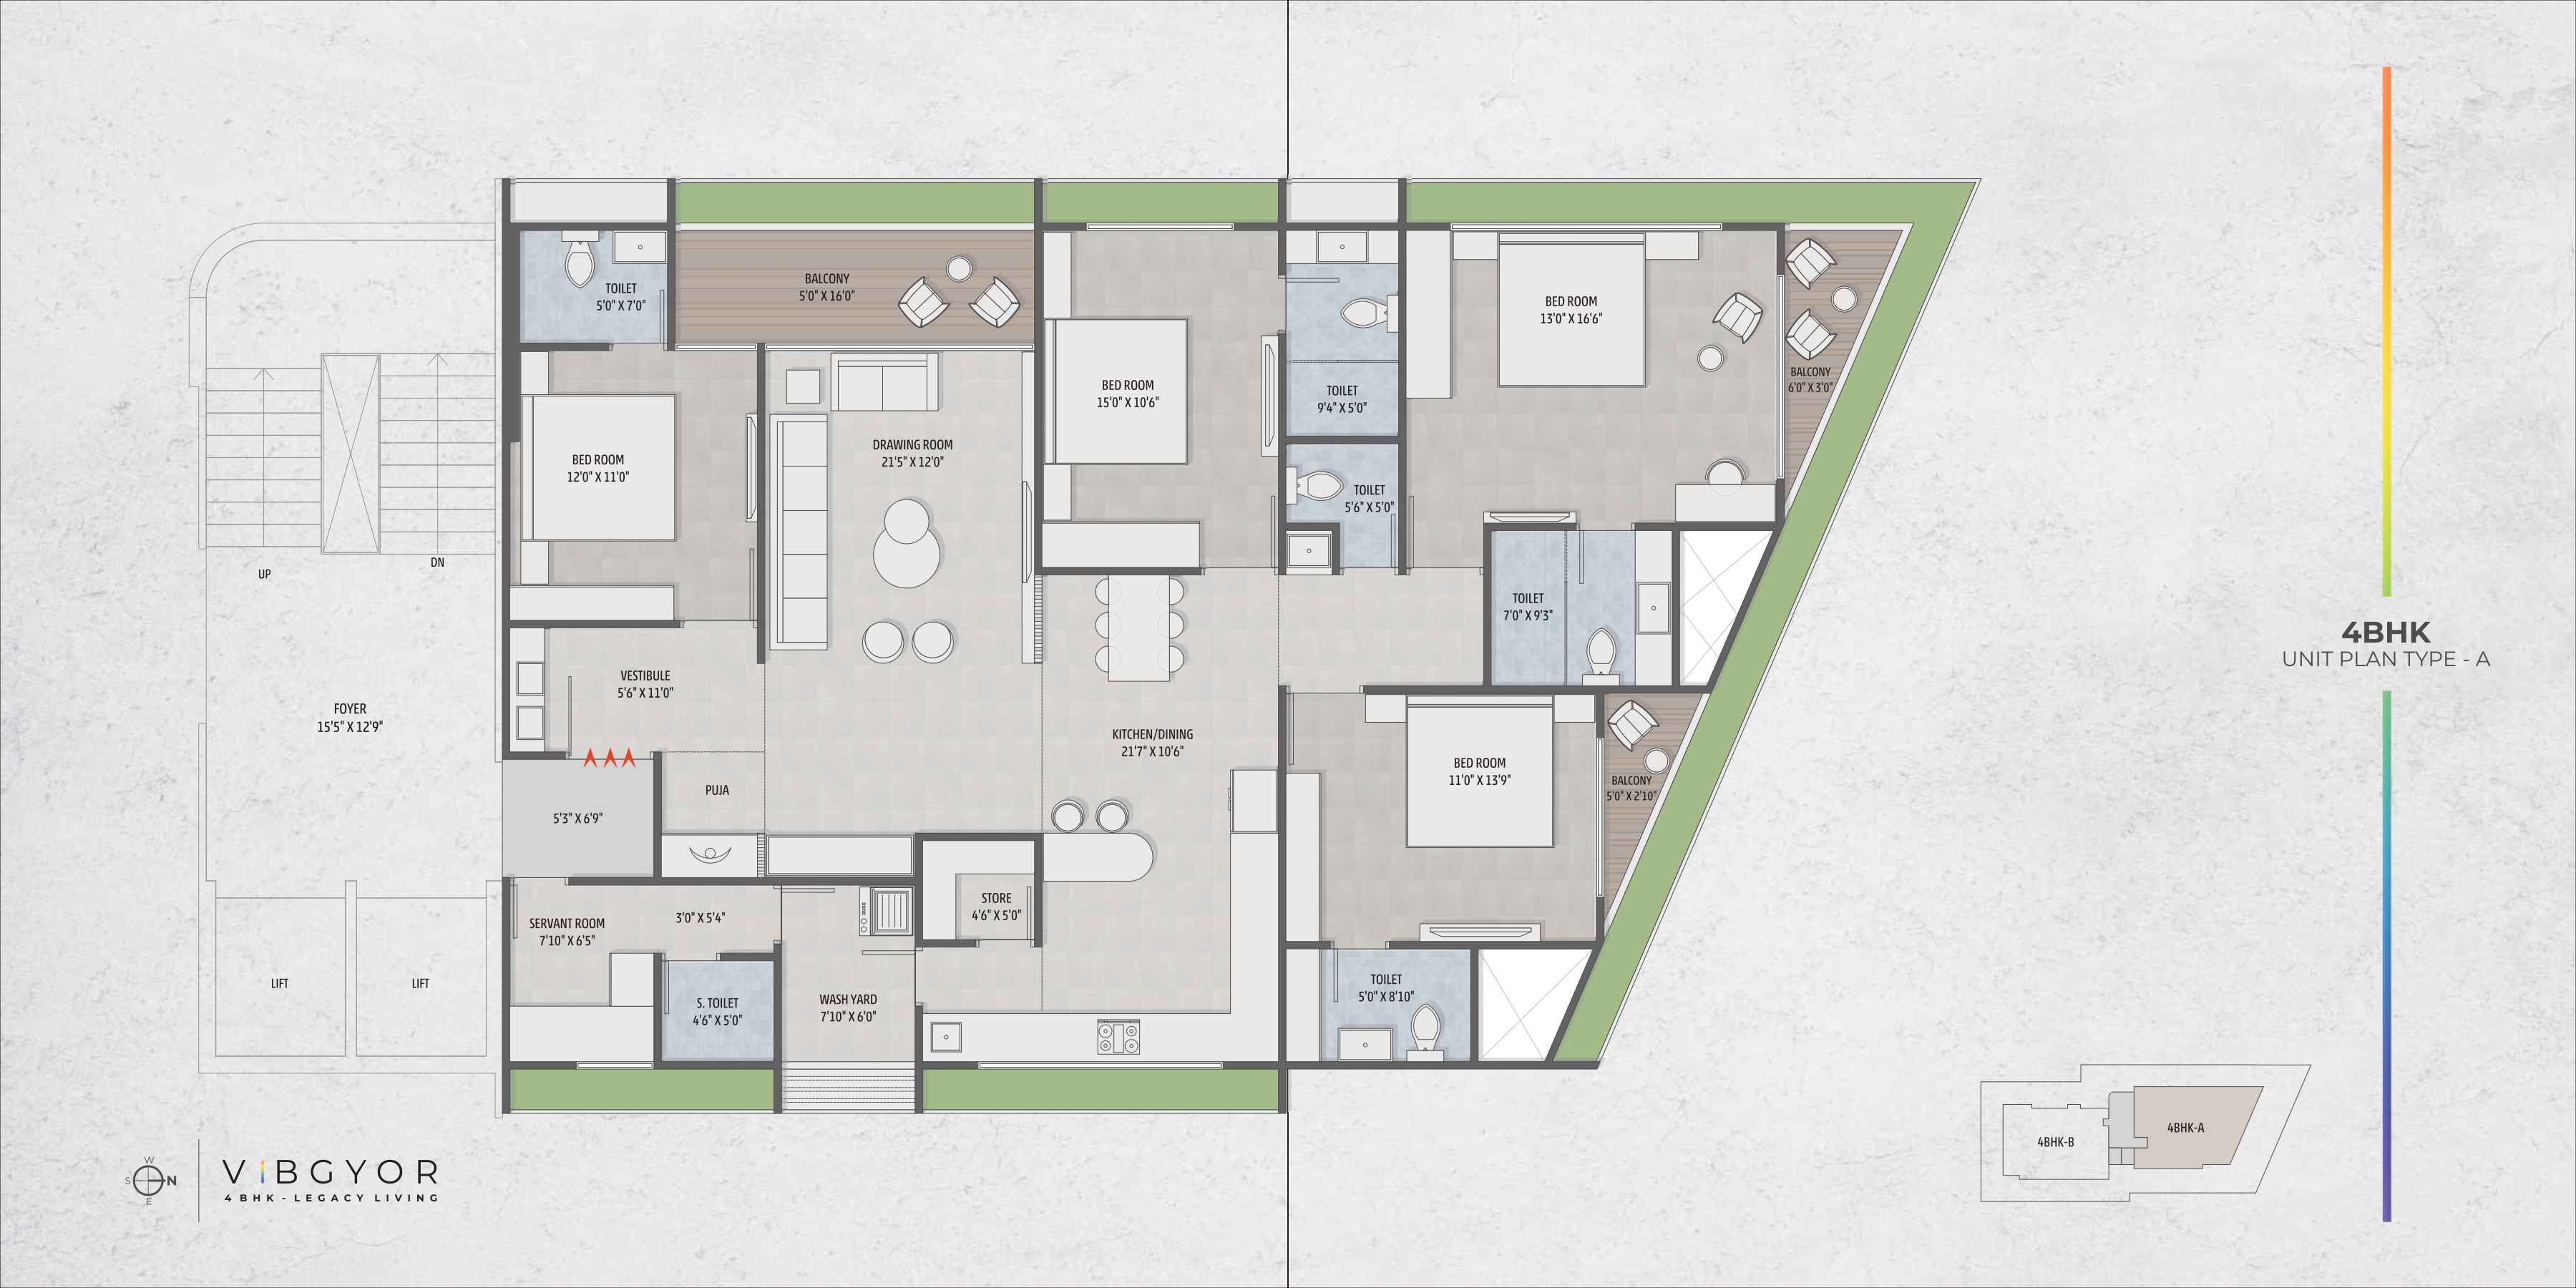 TOILET
5'0" X 7'0"
BALCONY
5'0" X 16'0"
BED ROOM
12'0" X 11'0"
DRAWING ROOM
21'5" X 12'0"
BED ROOM
15'0" X 10'6"
TOILET
9'4" X 5'0"
TOILET
5'6" X 5'0"
BED ROOM
13'0" X 16'6"
BALCONY
6'0" X 3'0"
UP
DN
FOYER
15'5" X 12'9"
VESTIBULE
5'6" X 11'0"
PUJA
5'3" X 6'9"
KITCHEN/DINING
21'7" X 10'6"
TOILET
7'0" X 9'3"
BED ROOM
11'0" X 13'9"
BALCONY
5'0" X 2'10"
LIFT
LIFT
SERVANT ROOM
7'10" X 6'5"
3'0" X 5'4"
S. TOILET
4'6" X 5'0"
WASH YARD
7'10" X 6'0"
STORE
4'6" X 5'0"
TOILET
5'0" X 8'10"
4BHK
UNIT PLAN TYPE - A
W
S
N
E
VIBGYOR
4 BHK - LEGACY LIVING
4BHK-B
4BHK-A